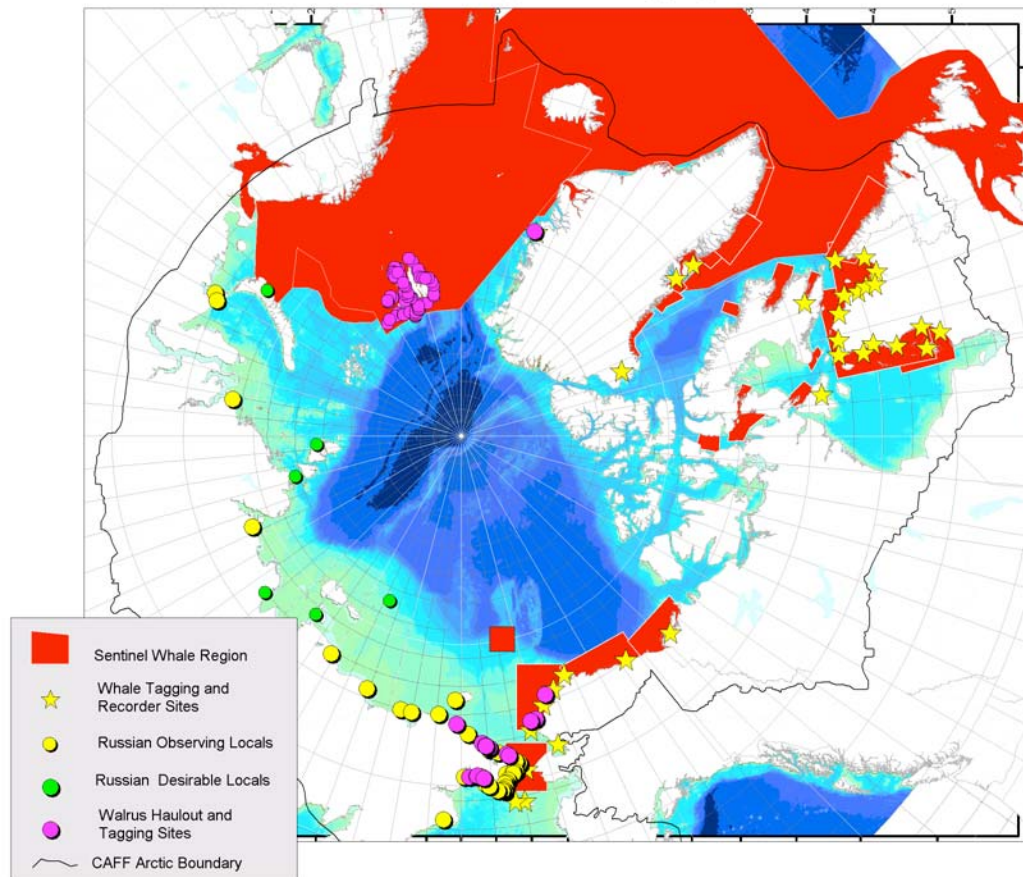 Sentinel Whale Region
Whale Tagging and
Recorder Sites
Russian Observing Locals
Russian Desirable Locals
Walrus Haulout and
Tagging Sites
CAFF Arctic Boundary